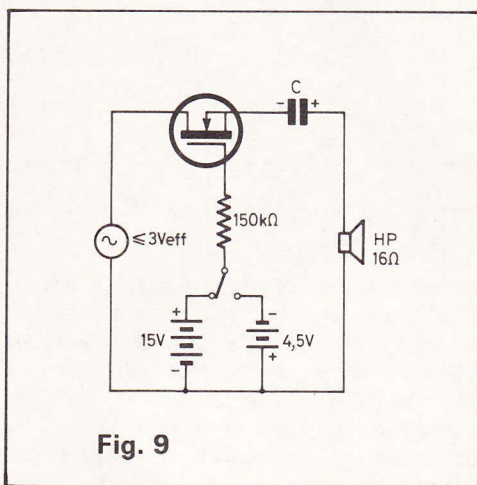 C
- +
150kΩ
≤3Veff
HP
16Ω
+ -
15V 4,5V
- +
Fig. 9